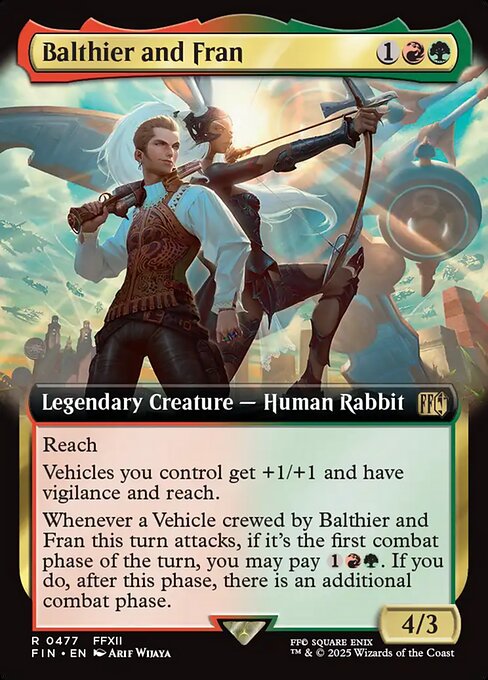 Balthier and Fran 1
Legendary Creature — Human Rabbit
Reach
Vehicles you control get +1/+1 and have
vigilance and reach.
Whenever a Vehicle crewed by Balthier and
Fran this turn attacks, if it's the first combat
phase of the turn, you may pay 1. If you
do, after this phase, there is an additional
combat phase.
4/3
R 0477 FFXII
FIN • EN Arif Wijaya
FF© SQUARE ENIX
™ & © 2025 Wizards of the Coast